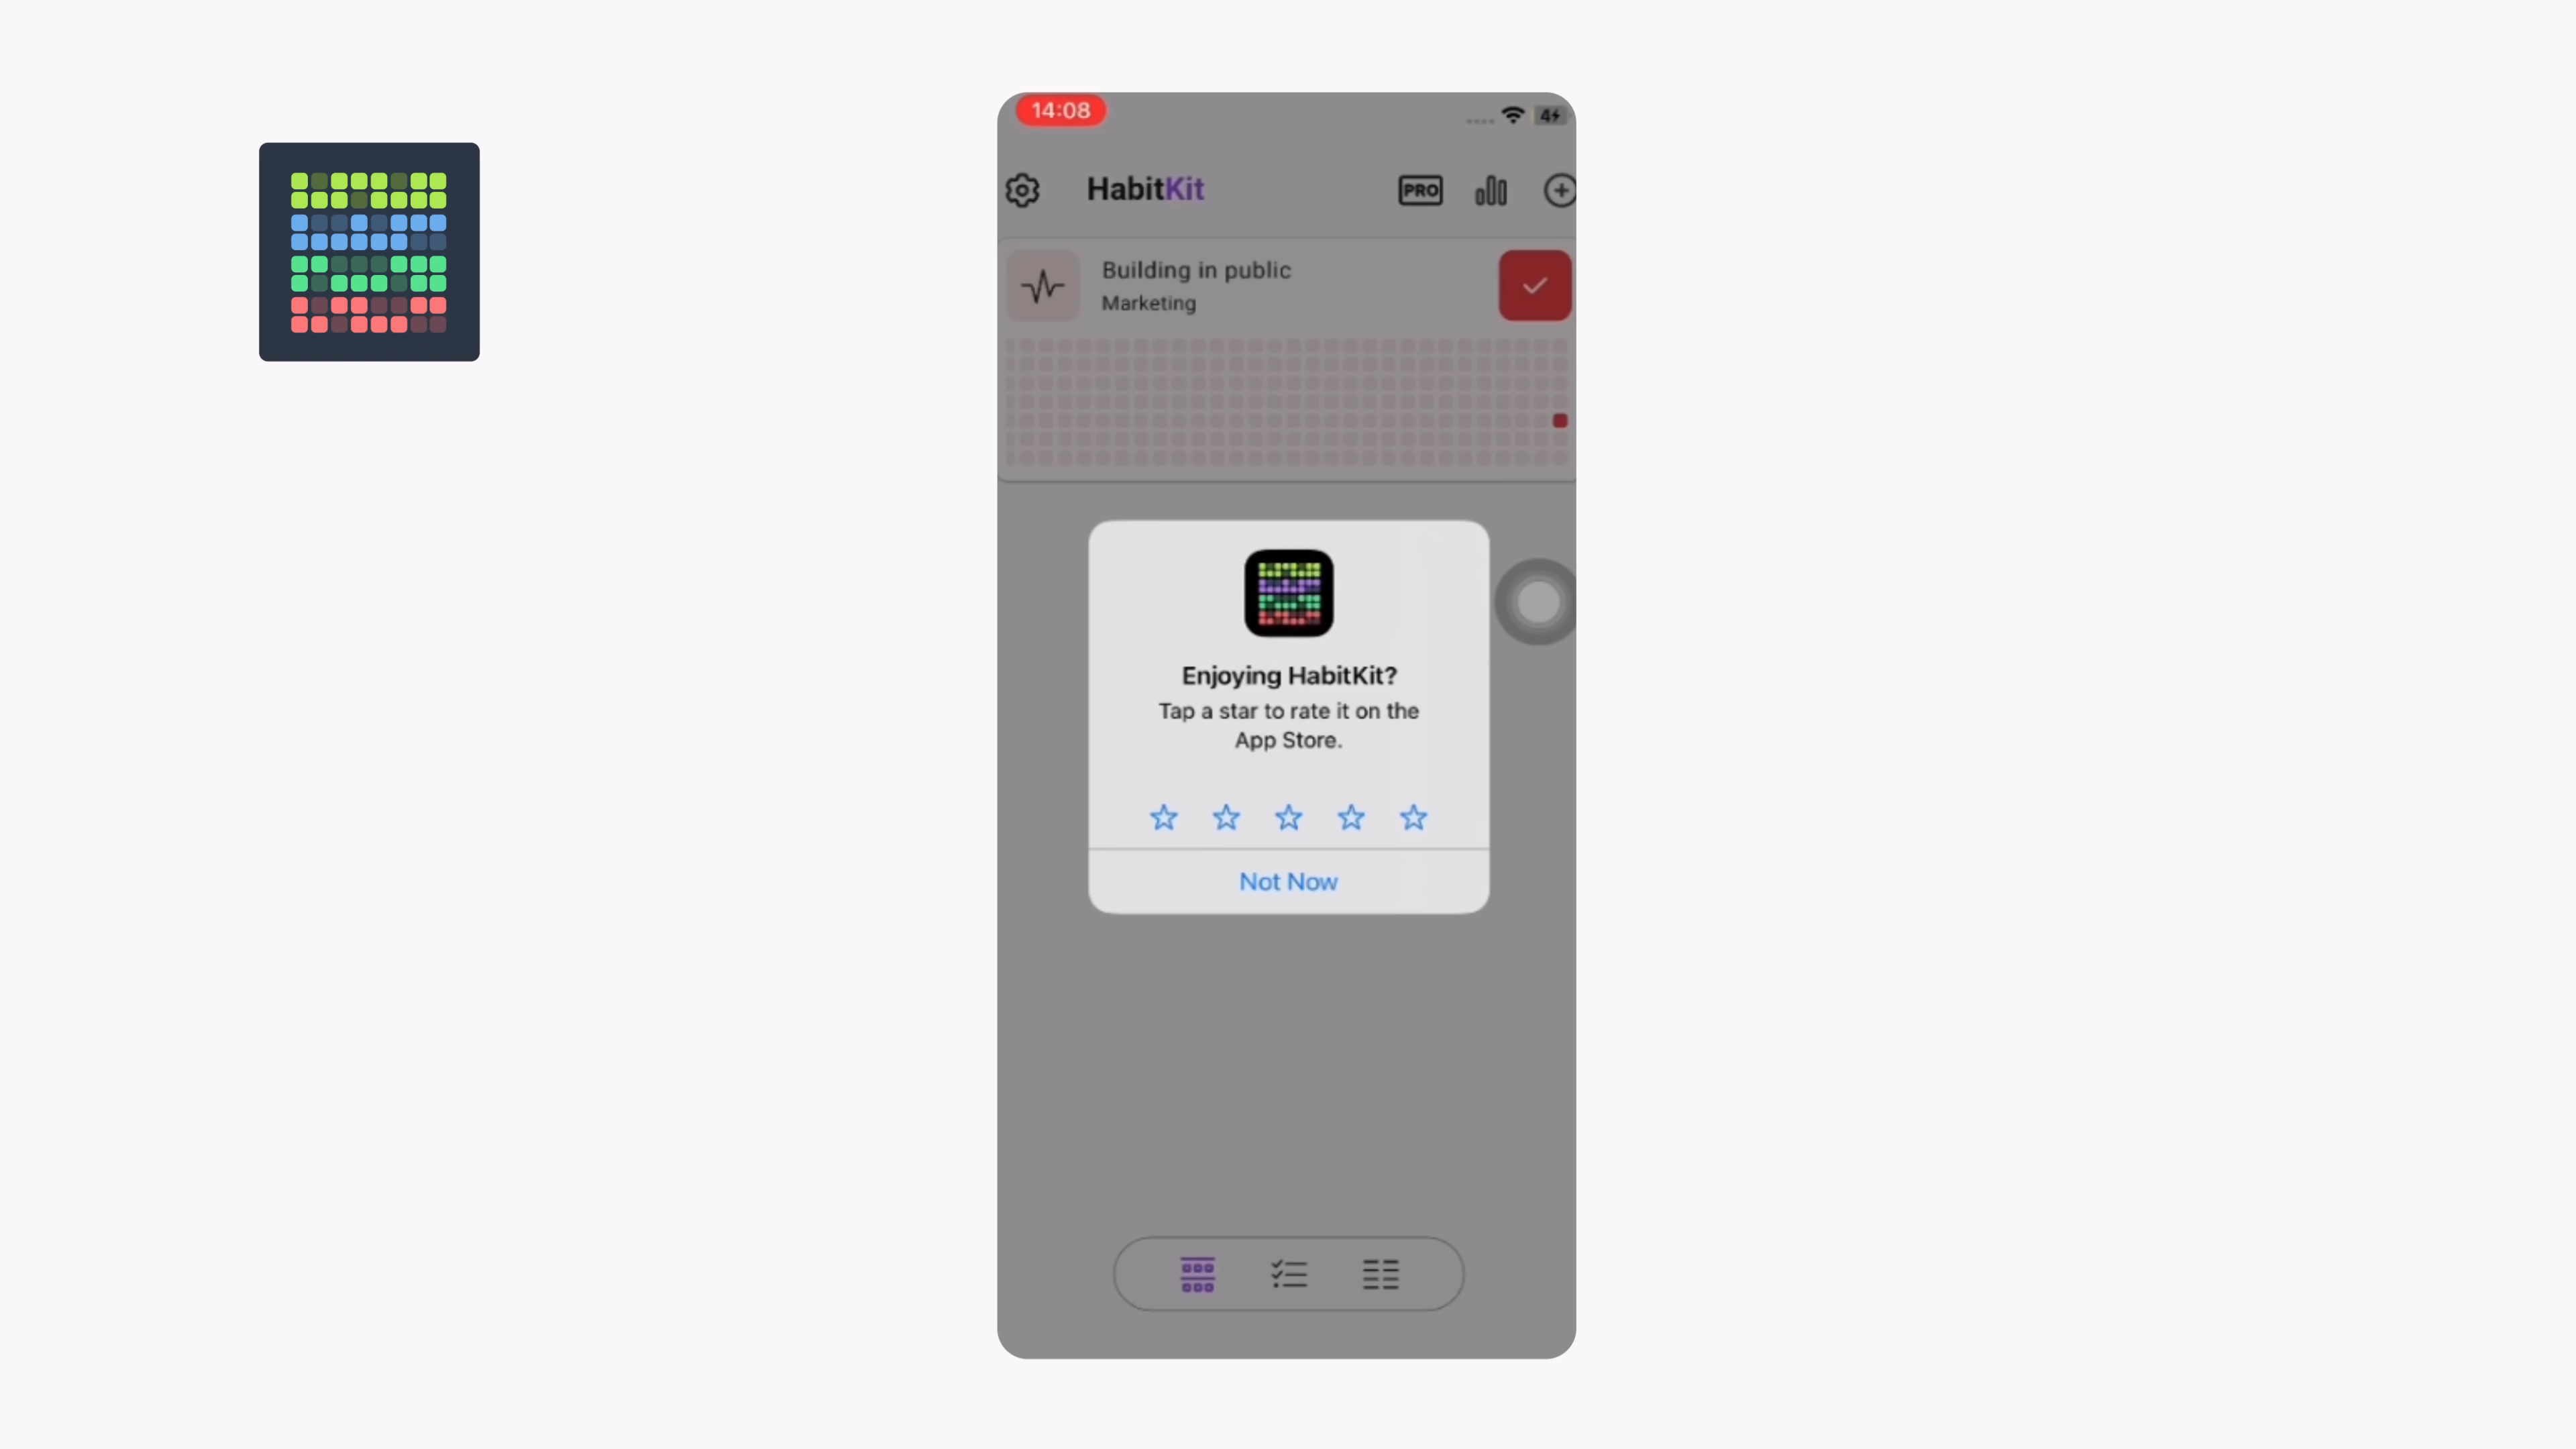 14:08
4
HabitKit
PRO
Building in public
Marketing
Enjoying HabitKit?
Tap a star to rate it on the
App Store.
Not Now